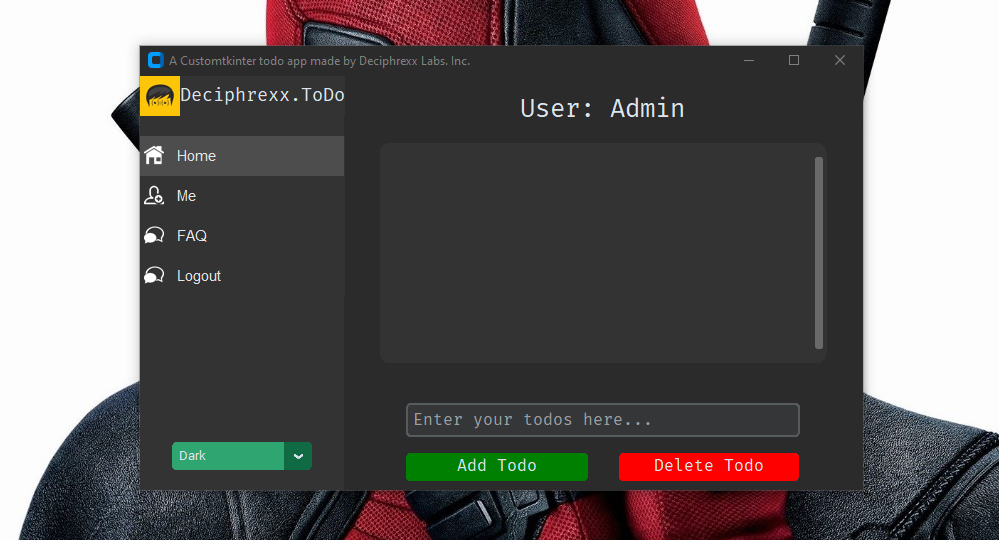 A Customtkinter todo app made by Deciphrexx Labs. Inc.
Deciphrexx.ToDo
Home
Me
FAQ
Logout
Dark
User: Admin
Enter your todos here...
Add Todo
Delete Todo